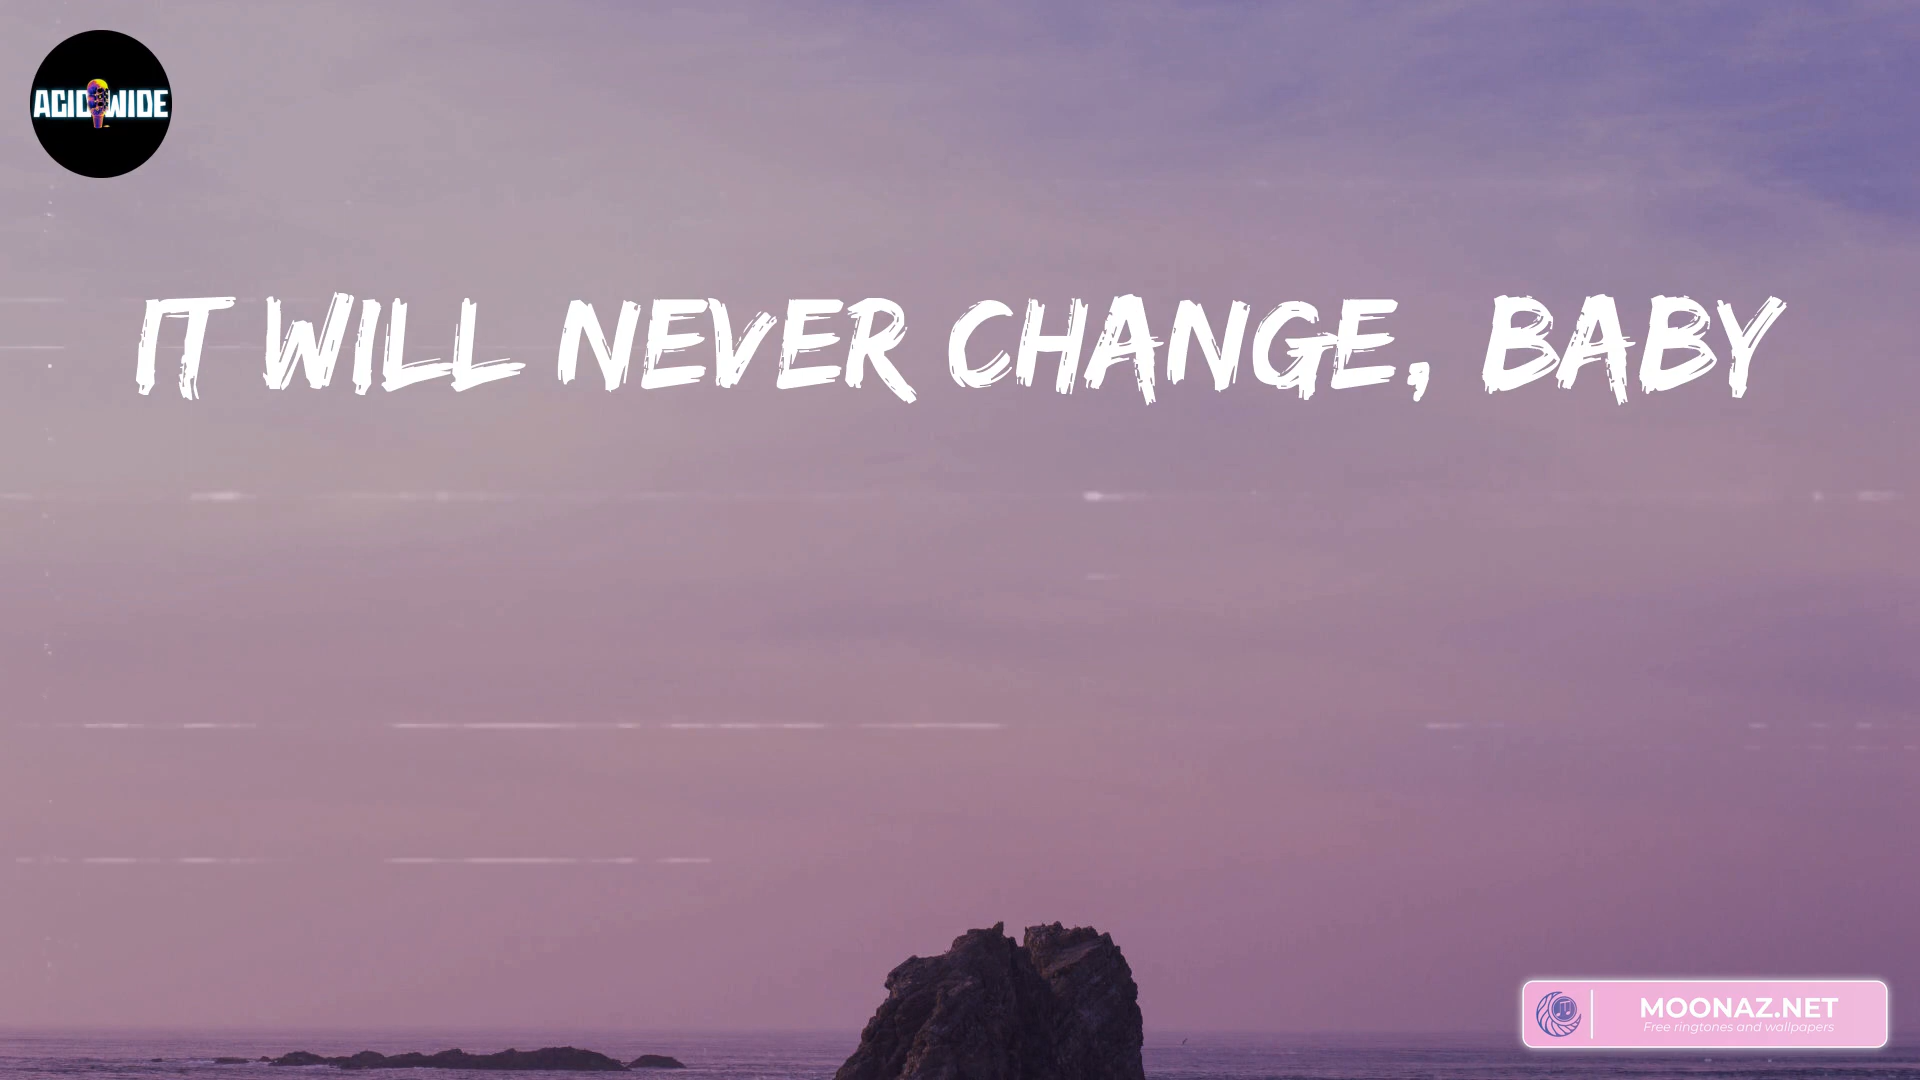 ACID WIDE
IT WILL NEVER CHANGE, BABY
MOONAZ.NET
Free ringtones and wallpapers